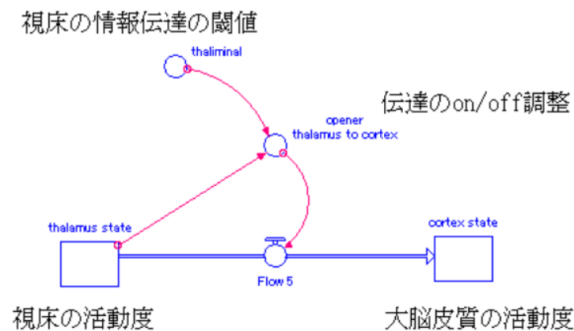 視床の情報伝達の閾値
thaliminal
伝達のon/off調整
opener
thalamus to cortex
thalamus state
cortex state
Flow 5
視床の活動度
大脳皮質の活動度